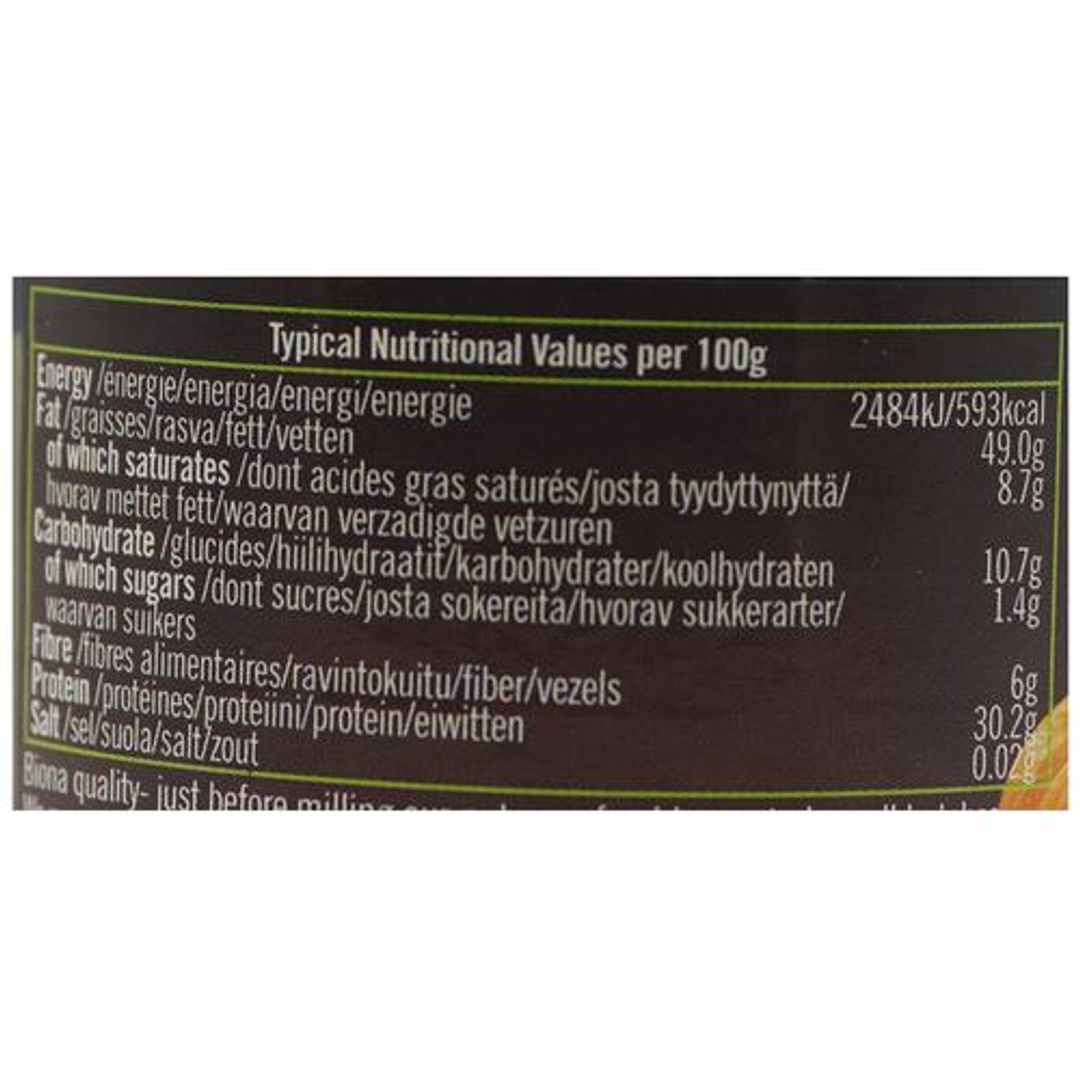 Typical Nutritional Values per 100g
Energy/énergie/energia/energi/energie 2484kJ/593kcal
Fat/graisses/rasva/fett/vetten 49.0g
of which saturates/dont acides gras saturés/josta tyydyttynyttä/ 8.7g
hvorav mettet fett/waarvan verzadigde vetzuren
Carbohydrate/glucides/hiilihydraatit/karbohydrater/koolhydraten 10.7g
of which sugars/dont sucres/josta sokereita/hvorav sukkerarter/ 1.4g
waarvan suikers
Fibre/fibres alimentaires/ravintokuitu/fiber/vezels 6g
Protein/protéines/proteiini/protein/eiwitten 30.2g
Salt/sel/suola/salt/zout 0.02g
Biona quality- just before milling